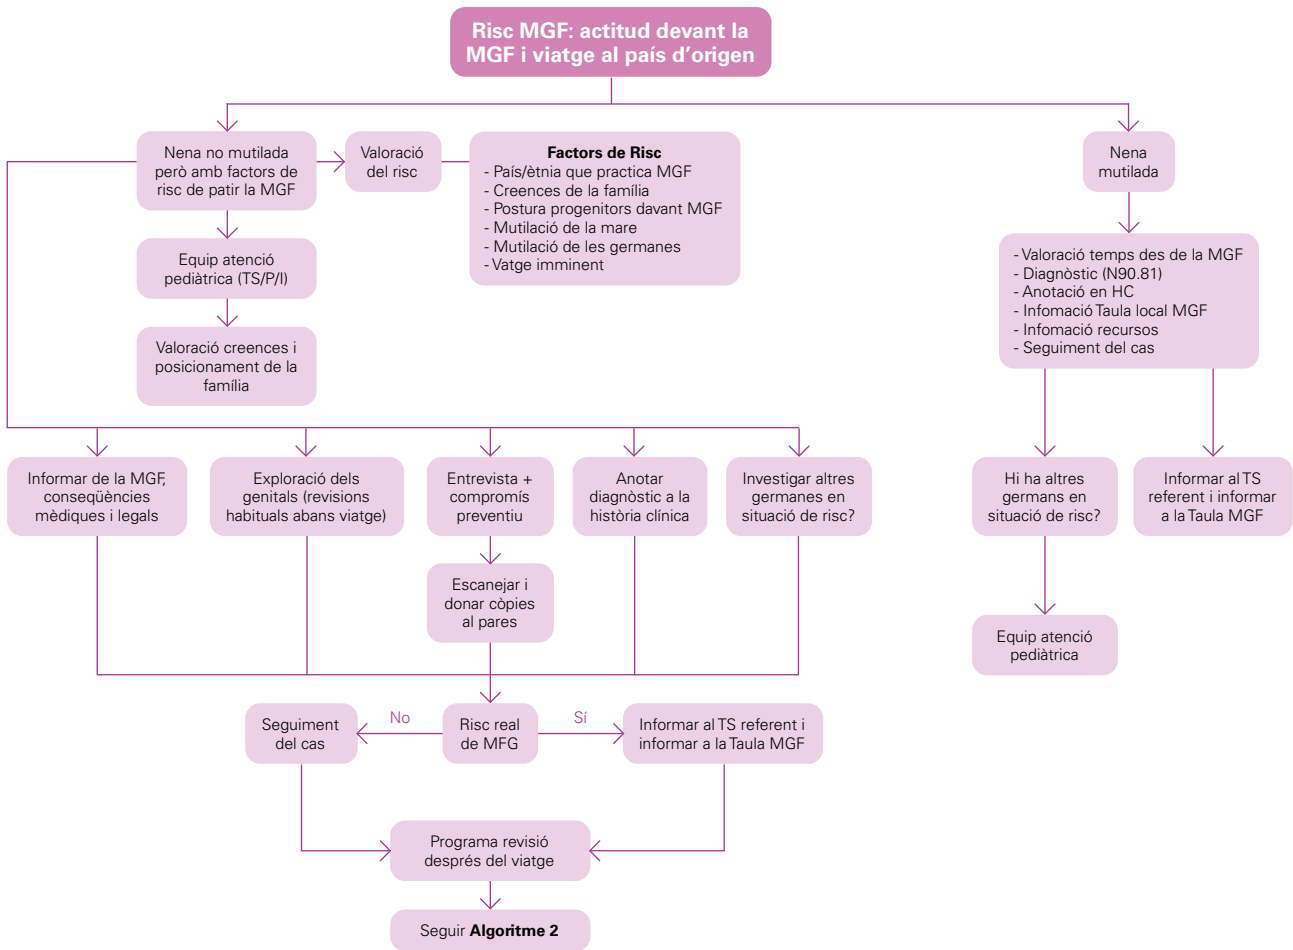 Risc MGF: actitud devant la
MGF i viatge al país d’origen
Nena no mutilada
però amb factors de
risc de patir la MGF
Valoració
del risc
Factors de Risc
- País/ètnia que practica MGF
- Creences de la família
- Postura progenitors davant MGF
- Mutilació de la mare
- Mutilació de les germanes
- Vatge imminent
Nena
mutilada
Equip atenció
pediàtrica (TS/P/I)
Valoració creences i
posicionament de la
família
- Valoració temps des de la MGF
- Diagnòstic (N90.81)
- Anotació en HC
- Infomació Taula local MGF
- Infomació recursos
- Seguiment del cas
Informar de la MGF,
conseqüències
mèdiques i legals
Exploració dels
genitals (revisions
habituals abans viatge)
Entrevista +
compromís
preventiu
Anotar
diagnòstic a la
història clínica
Investigar altres
germanes en
situació de risc?
Hi ha altres
germans en
situació de risc?
Informar al TS
referent i informar
a la Taula MGF
Escanejar i
donar còpies
al pares
Equip atenció
pediàtrica
Seguiment
del cas
No
Risc real
de MFG
Sí
Informar al TS referent i
informar a la Taula MGF
Programa revisió
després del viatge
Seguir Algoritme 2